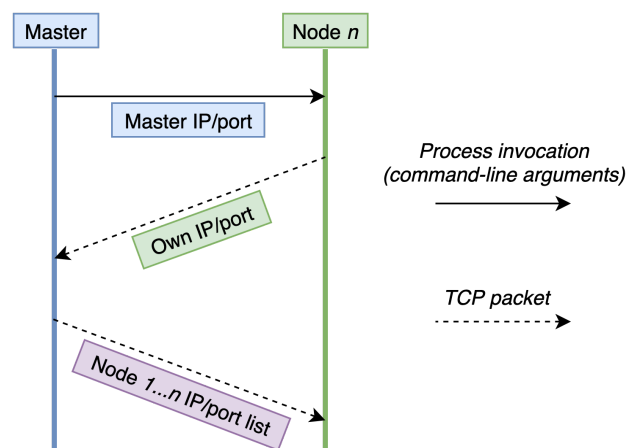 Master
Node n
Master IP/port
Process invocation
(command-line arguments)
Own IP/port
TCP packet
Node 1...n IP/port list